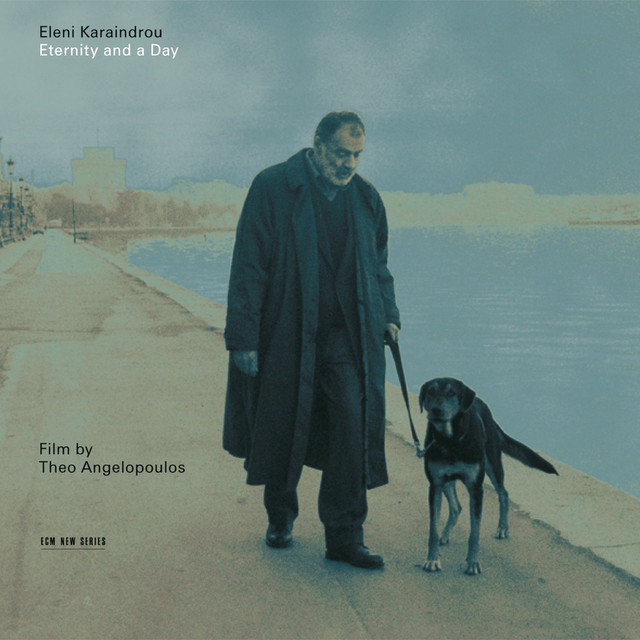 Eleni Karaindrou
Eternity and a Day
Film by
Theo Angelopoulos
ECM NEW SERIES